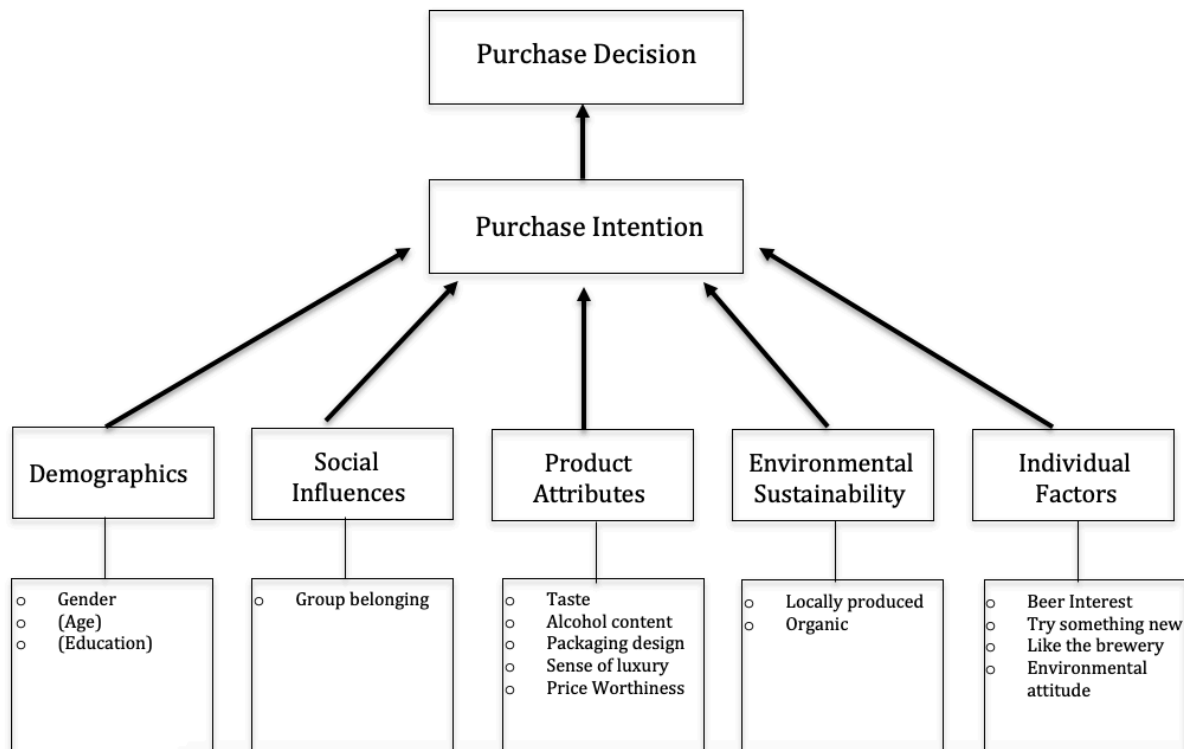 Purchase Decision
Purchase Intention
Demographics
Social
Influences
Product
Attributes
Environmental
Sustainability
Individual
Factors
Gender
(Age)
(Education)
Group belonging
Taste
Alcohol content
Packaging design
Sense of luxury
Price Worthiness
Locally produced
Organic
Beer Interest
Try something new
Like the brewery
Environmental
attitude